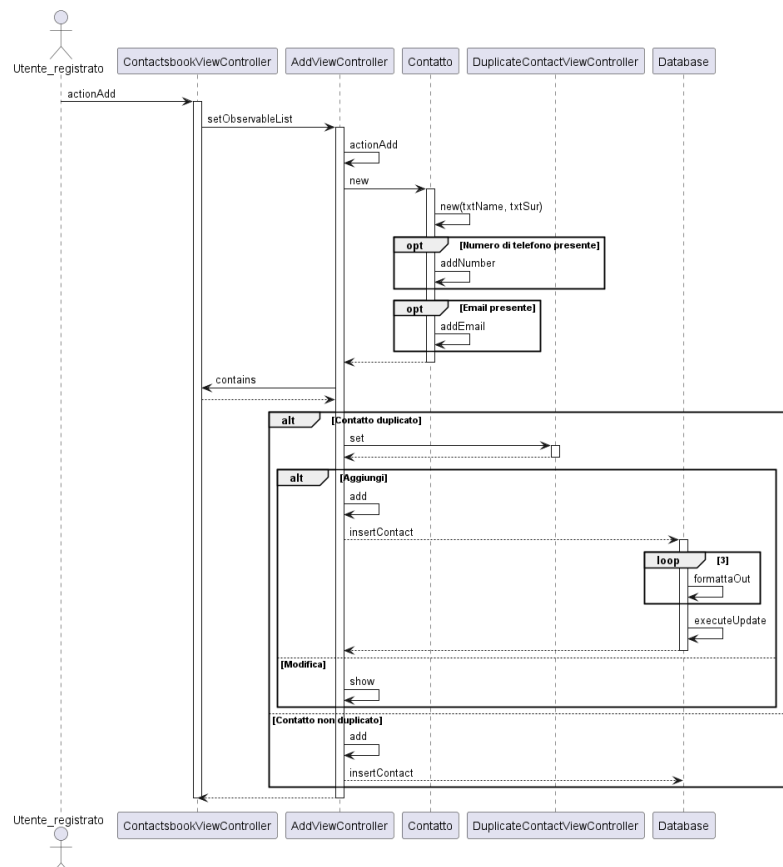 Utente_registrato
ContactsbookViewController
AddViewController
Contatto
DuplicateContactViewController
Database
actionAdd
setObservableList
actionAdd
new
new(txtName, txtSur)
opt [Numero di telefono presente]
addNumber
opt [Email presente]
addEmail
contains
alt [Contatto duplicato]
set
alt [Aggiungi]
add
insertContact
loop [3]
formattaOut
executeUpdate
[Modifica]
show
[Contatto non duplicato]
add
insertContact
Utente_registrato
ContactsbookViewController
AddViewController
Contatto
DuplicateContactViewController
Database